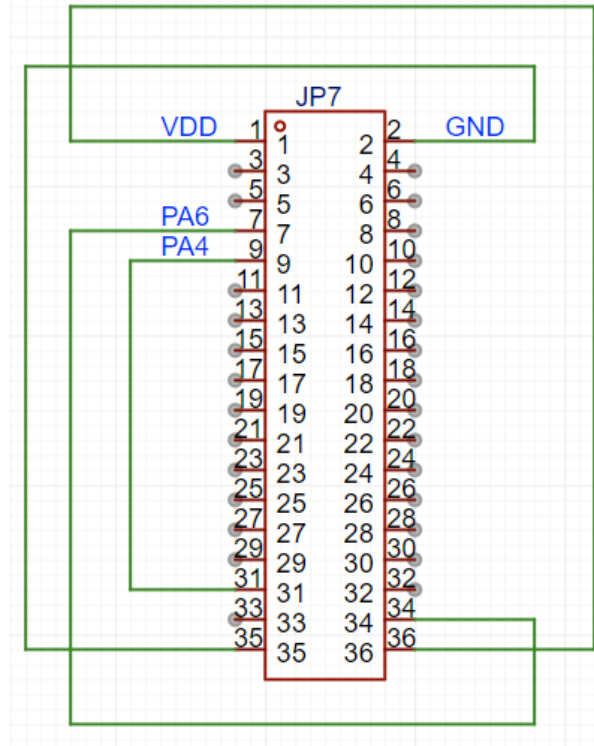 JP7
VDD 1 1 2 2 GND
3 3 4 4
5 5 6 6
PA6 7 7 8 8
PA4 9 9 10 10
11 11 12 12
13 13 14 14
15 15 16 16
17 17 18 18
19 19 20 20
21 21 22 22
23 23 24 24
25 25 26 26
27 27 28 28
29 29 30 30
31 31 32 32
33 33 34 34
35 35 36 36